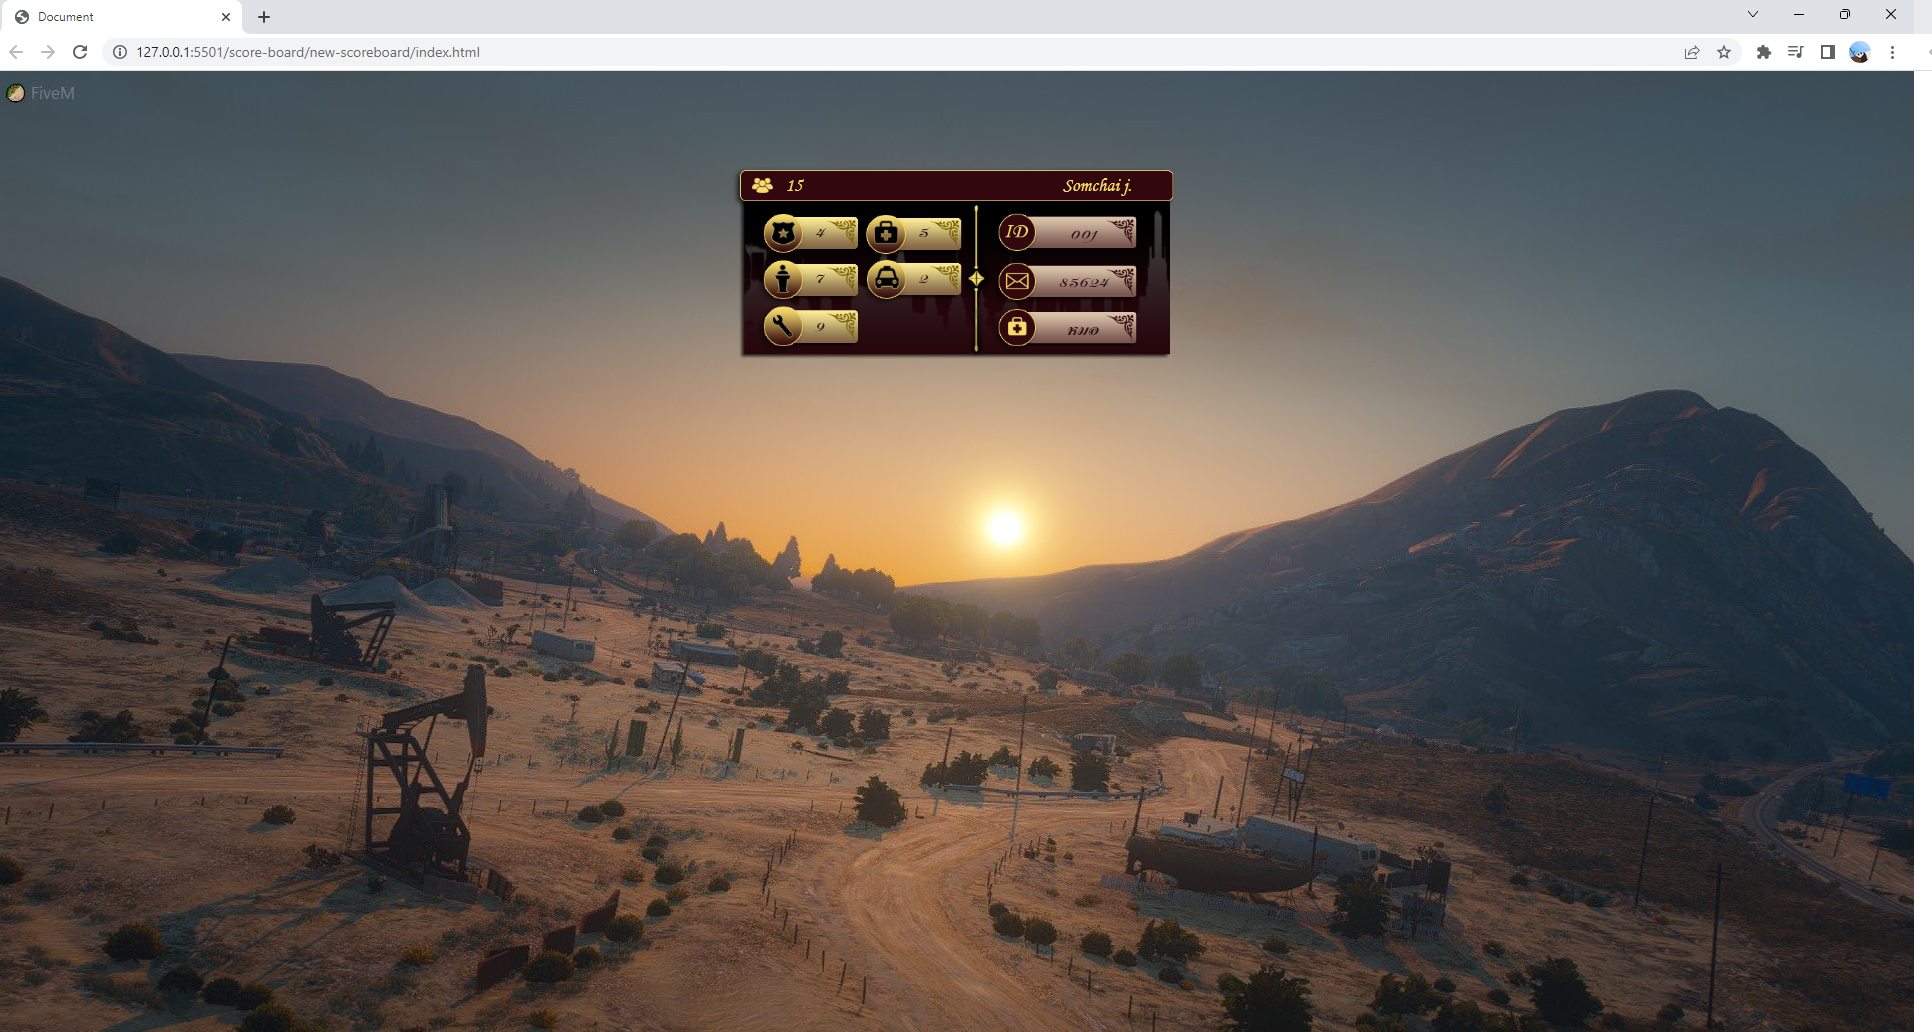 Document
127.0.0.1:5501/score-board/new-scoreboard/index.html
FiveM
15 Somchai j.
4 5 ID 001
7 2 85624
9